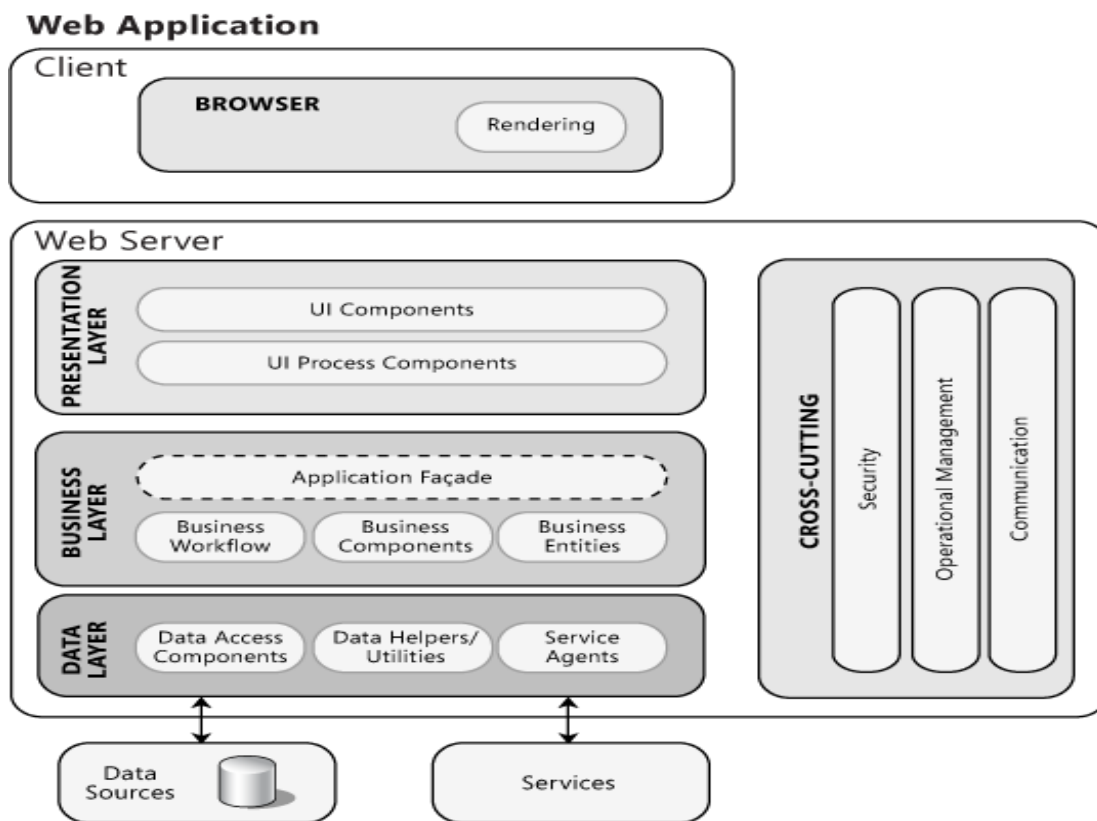 Web Application
Client
BROWSER
Rendering
Web Server
PRESENTATION
LAYER
UI Components
UI Process Components
BUSINESS
LAYER
Application Façade
Business
Workflow
Business
Components
Business
Entities
DATA
LAYER
Data Access
Components
Data Helpers/
Utilities
Service
Agents
CROSS-CUTTING
Security
Operational Management
Communication
Data
Sources
Services